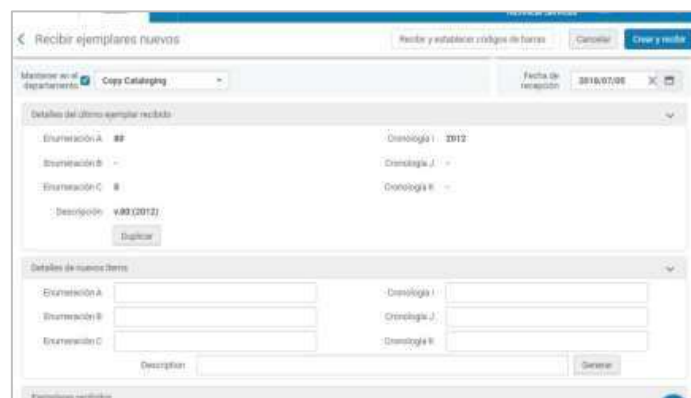 Recibir ejemplares nuevos
Recibir y establecer códigos de barras
Cancelar
Crear y recibir
Mantener en el departamento
Copy Cataloging
Fecha de recepción
2018/07/05
Detalles del último ejemplar recibido
Enumeración A 80
Cronología I 2012
Enumeración B -
Cronología J -
Enumeración C 8
Cronología K -
Descripción v.80 (2012)
Duplicar
Detalles de nuevos ítems
Enumeración A
Cronología I
Enumeración B
Cronología J
Enumeración C
Cronología K
Description
Generar